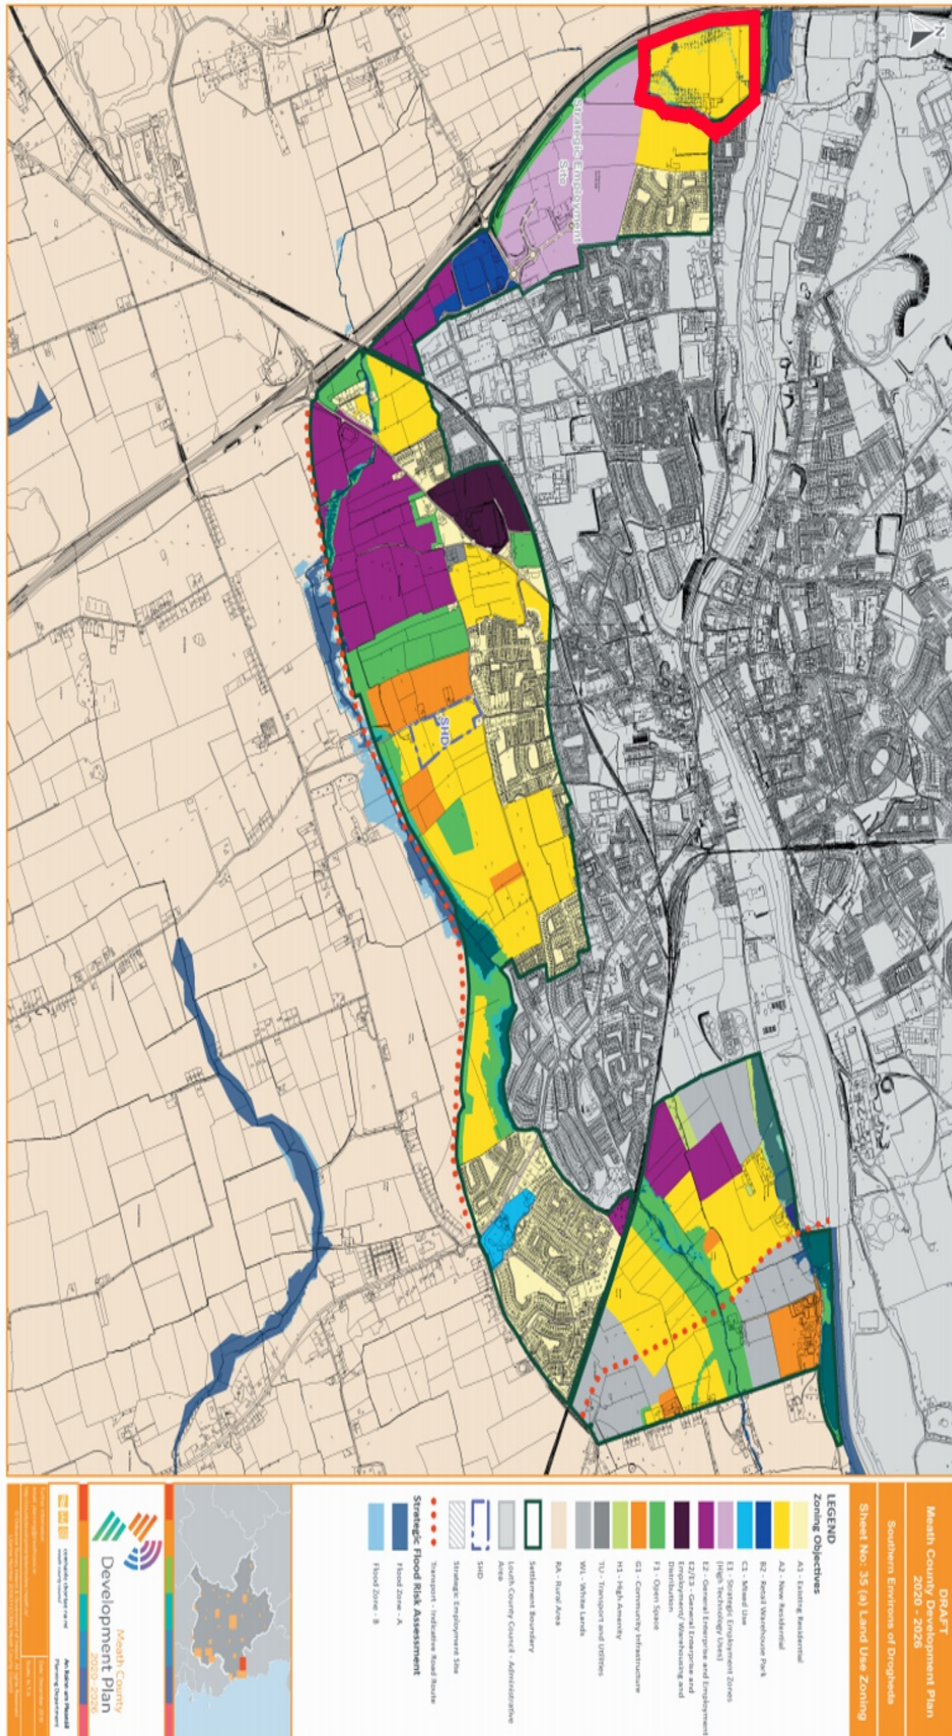 DRAFT
Meath County Development Plan
2020 - 2026
Southern Environs of Drogheda
Sheet No: 35 (a) Land Use Zoning
LEGEND
Zoning Objectives
A1 - Existing Residential
A2 - New Residential
B2 - Retail Warehouse Park
C1 - Mixed Use
E1 - Strategic Employment Zones
(High Technology Uses)
E2 - General Enterprise and Employment
E2/E3 - General Enterprise and
Employment/ Warehousing and
Distribution
F1 - Open Space
G1 - Community Infrastructure
H1 - High Amenity
TU - Transport and Utilities
WL - White Lands
RA - Rural Area
Settlement Boundary
Louth County Council - Administrative
Area
SHD
Strategic Employment Site
Transport - Indicative Road Route
Strategic Flood Risk Assessment
Flood Zone - A
Flood Zone - B
Meath County
Development Plan
2020-2026
Planning Department
Strategic Employment
Site
SHD
N